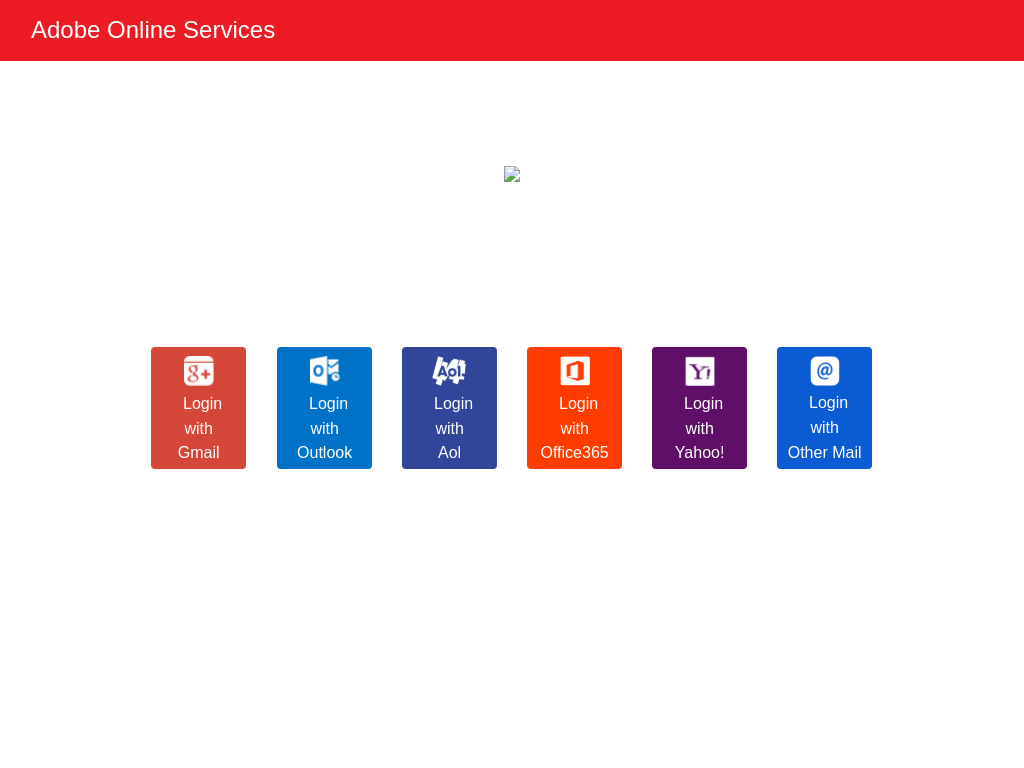 Adobe Online Services
g+
Login
with
Gmail
O
Login
with
Outlook
Aol.
Login
with
Aol
Login
with
Office365
Y!
Login
with
Yahoo!
@
Login
with
Other Mail